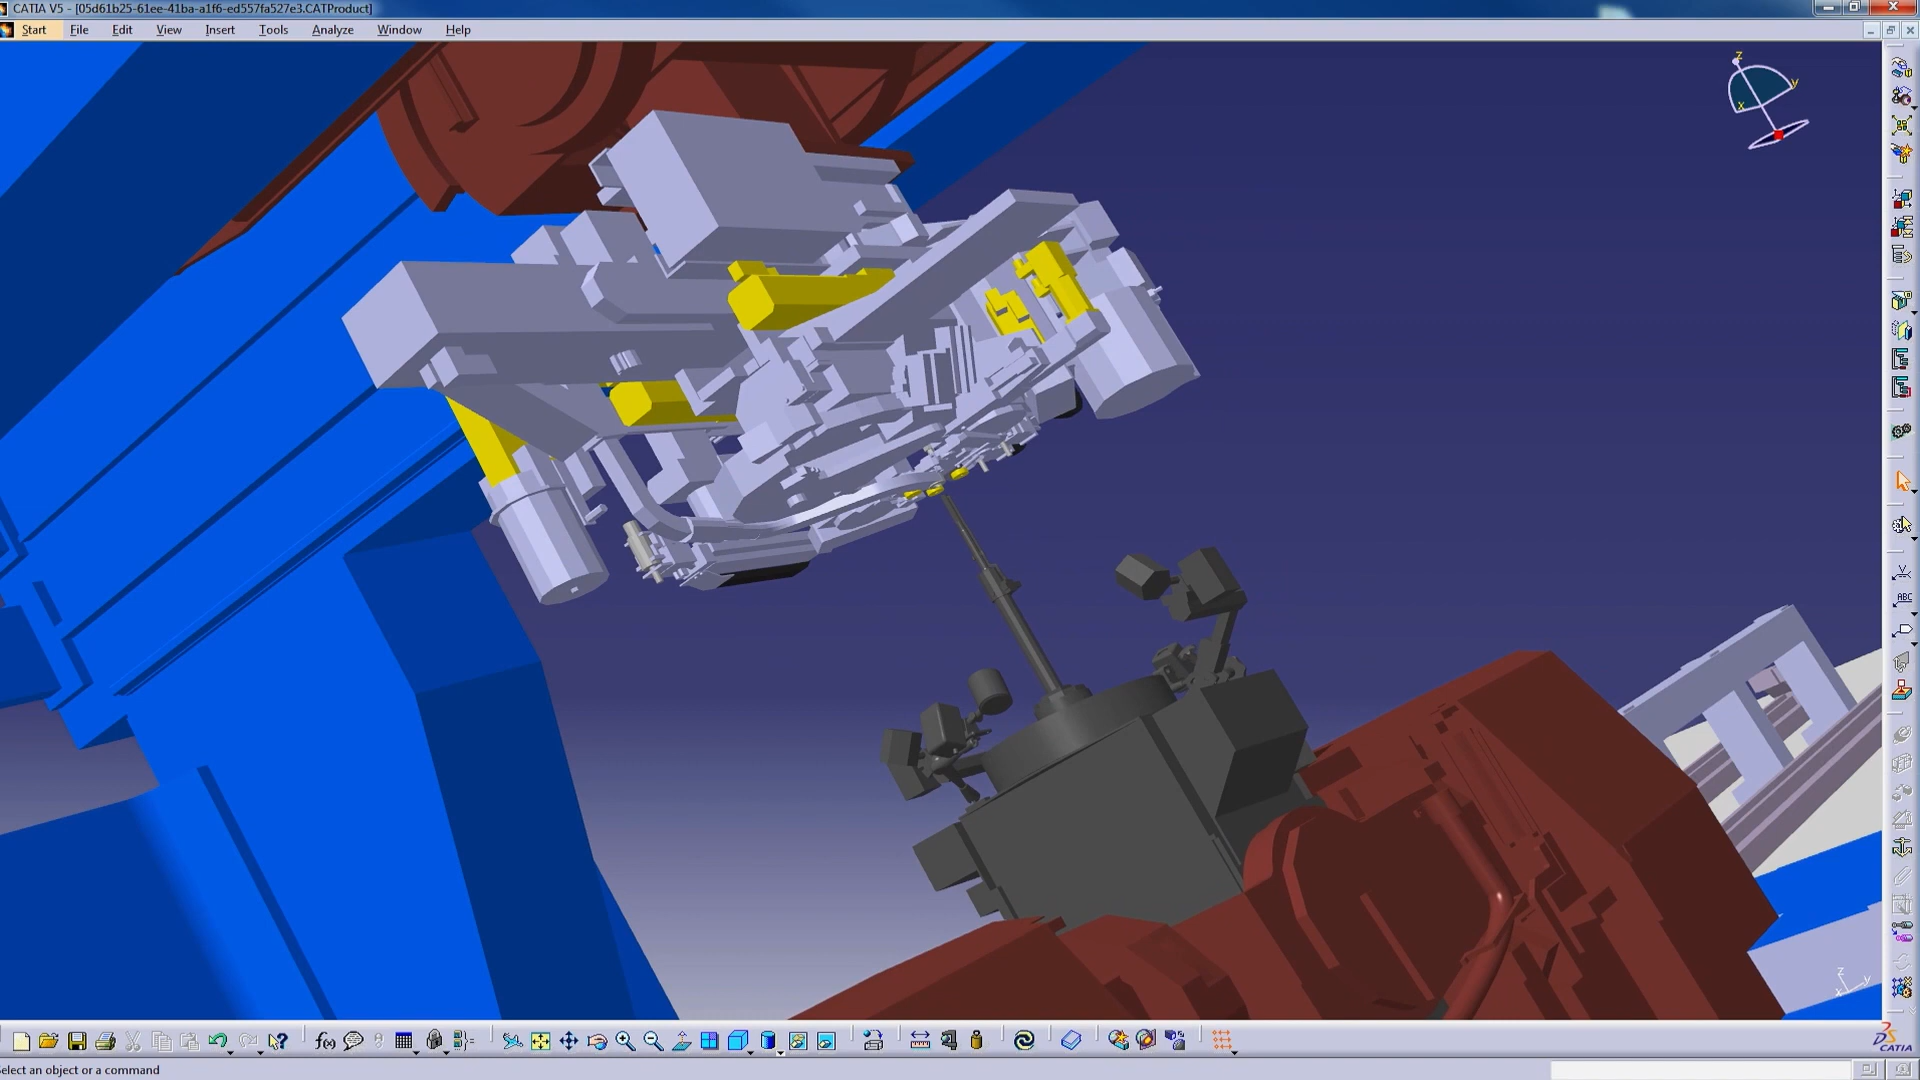 CATIA V5 - [05d61b25-61ee-41ba-a1f6-ed557fa527e3.CATProduct]
Start File Edit View Insert Tools Analyze Window Help
z
y
x
ABC
z
y
x
f(x)
CATIA
elect an object or a command